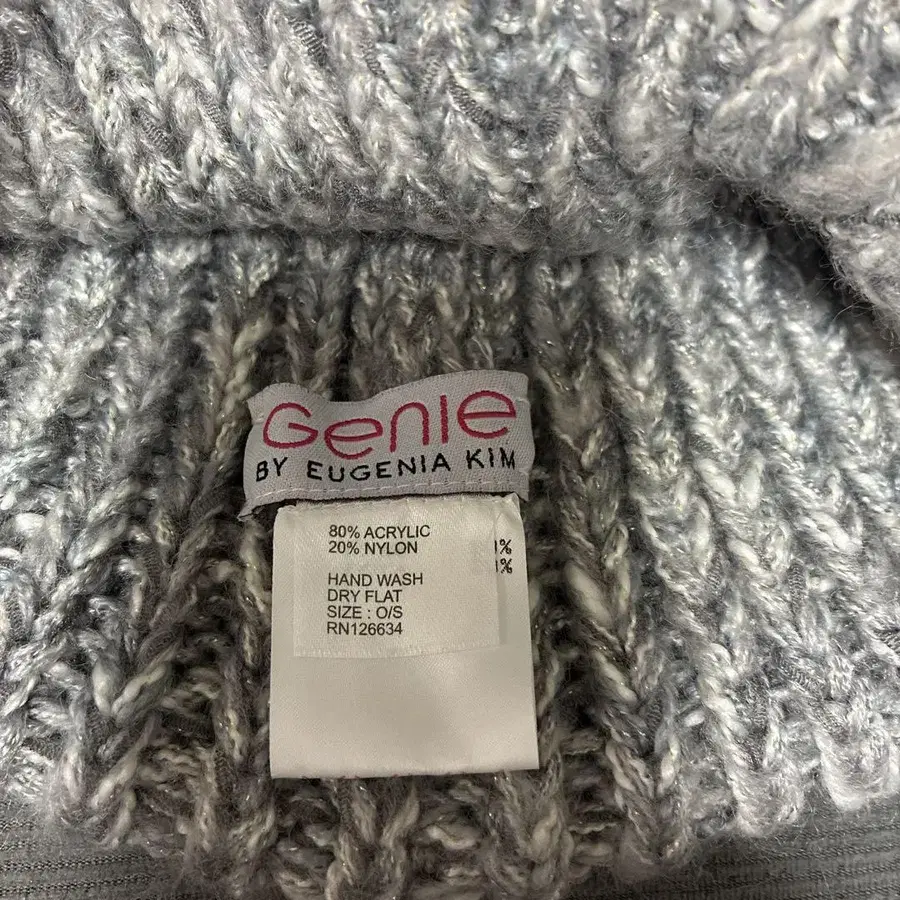 Genie
BY EUGENIA KIM
80% ACRYLIC
20% NYLON
%
%
HAND WASH
DRY FLAT
SIZE : O/S
RN126634